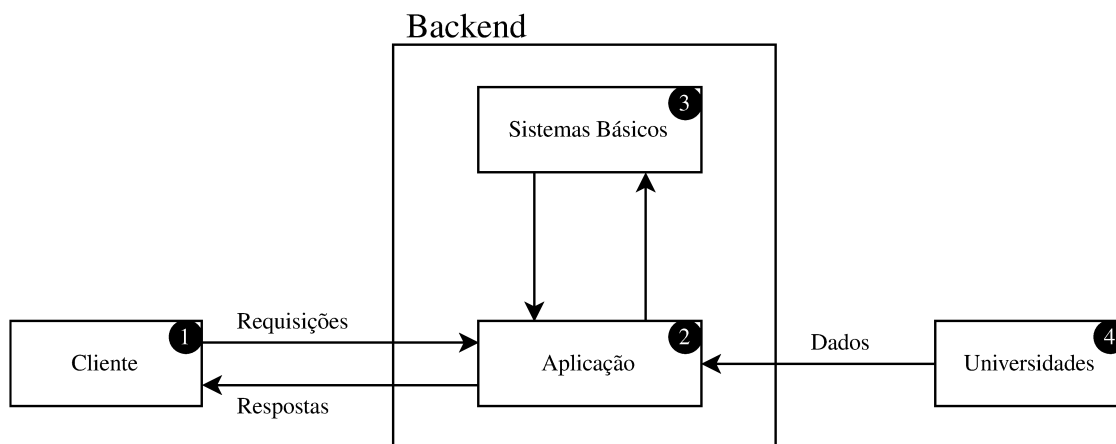 Backend
3
Sistemas Básicos
Requisições
1
Cliente
2
Aplicação
Dados
4
Universidades
Respostas